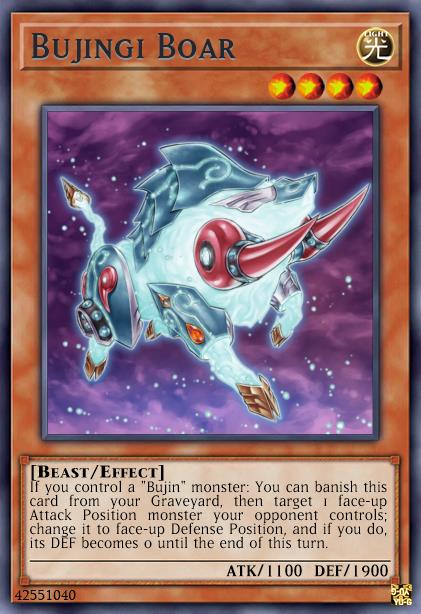 Bujingi Boar
LIGHT
光
[Beast/Effect]
If you control a "Bujin" monster: You can banish this
card from your Graveyard, then target 1 face-up
Attack Position monster your opponent controls;
change it to face-up Defense Position, and if you do,
its DEF becomes 0 until the end of this turn.
ATK/1100 DEF/1900
42551040